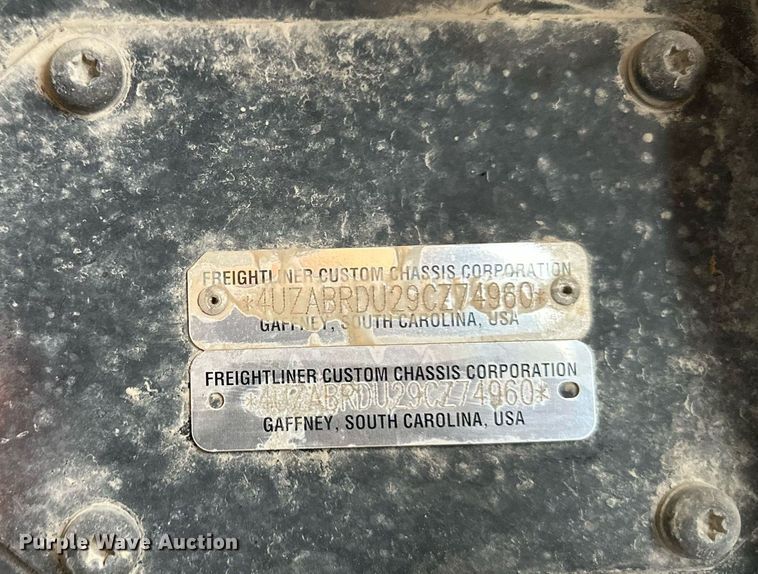 FREIGHTLINER CUSTOM CHASSIS CORPORATION
*4UZABRDU29CZ74960*
GAFFNEY, SOUTH CAROLINA, USA
FREIGHTLINER CUSTOM CHASSIS CORPORATION
*4UZABRDU29CZ74960*
GAFFNEY, SOUTH CAROLINA, USA
Purple Wave Auction